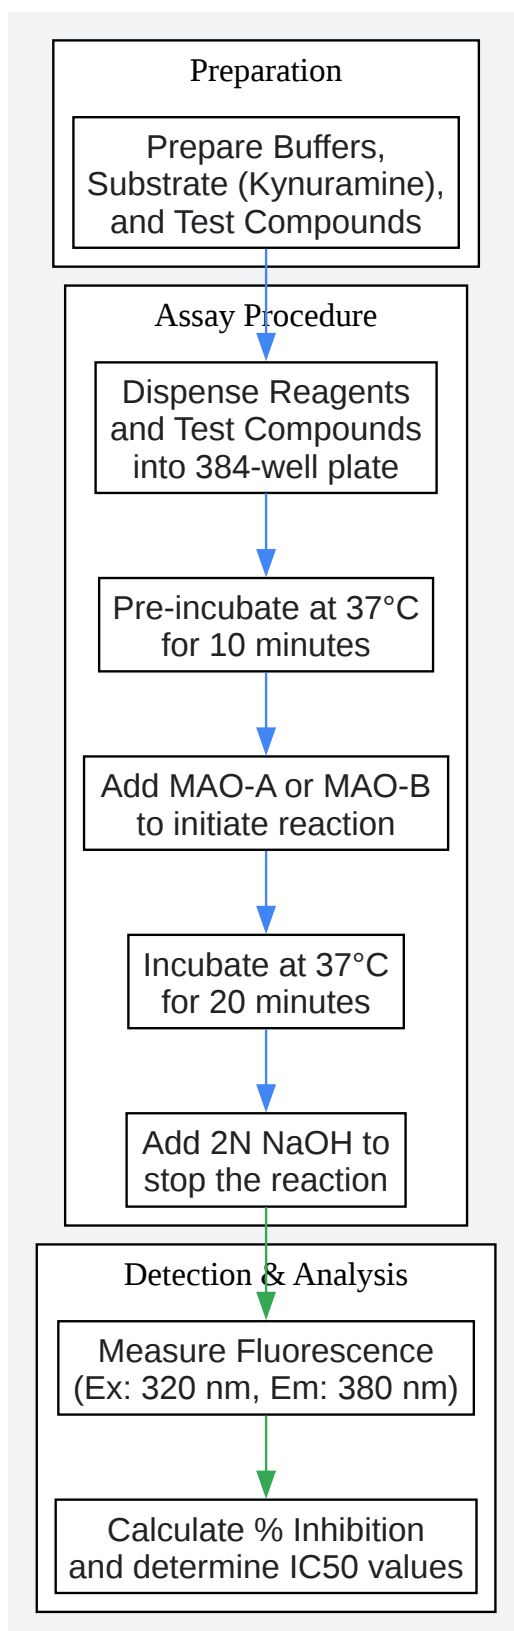 Preparation
Prepare Buffers,
Substrate (Kynuramine),
and Test Compounds
Assay Procedure
Dispense Reagents
and Test Compounds
into 384-well plate
Pre-incubate at 37°C
for 10 minutes
Add MAO-A or MAO-B
to initiate reaction
Incubate at 37°C
for 20 minutes
Add 2N NaOH to
stop the reaction
Detection & Analysis
Measure Fluorescence
(Ex: 320 nm, Em: 380 nm)
Calculate % Inhibition
and determine IC50 values